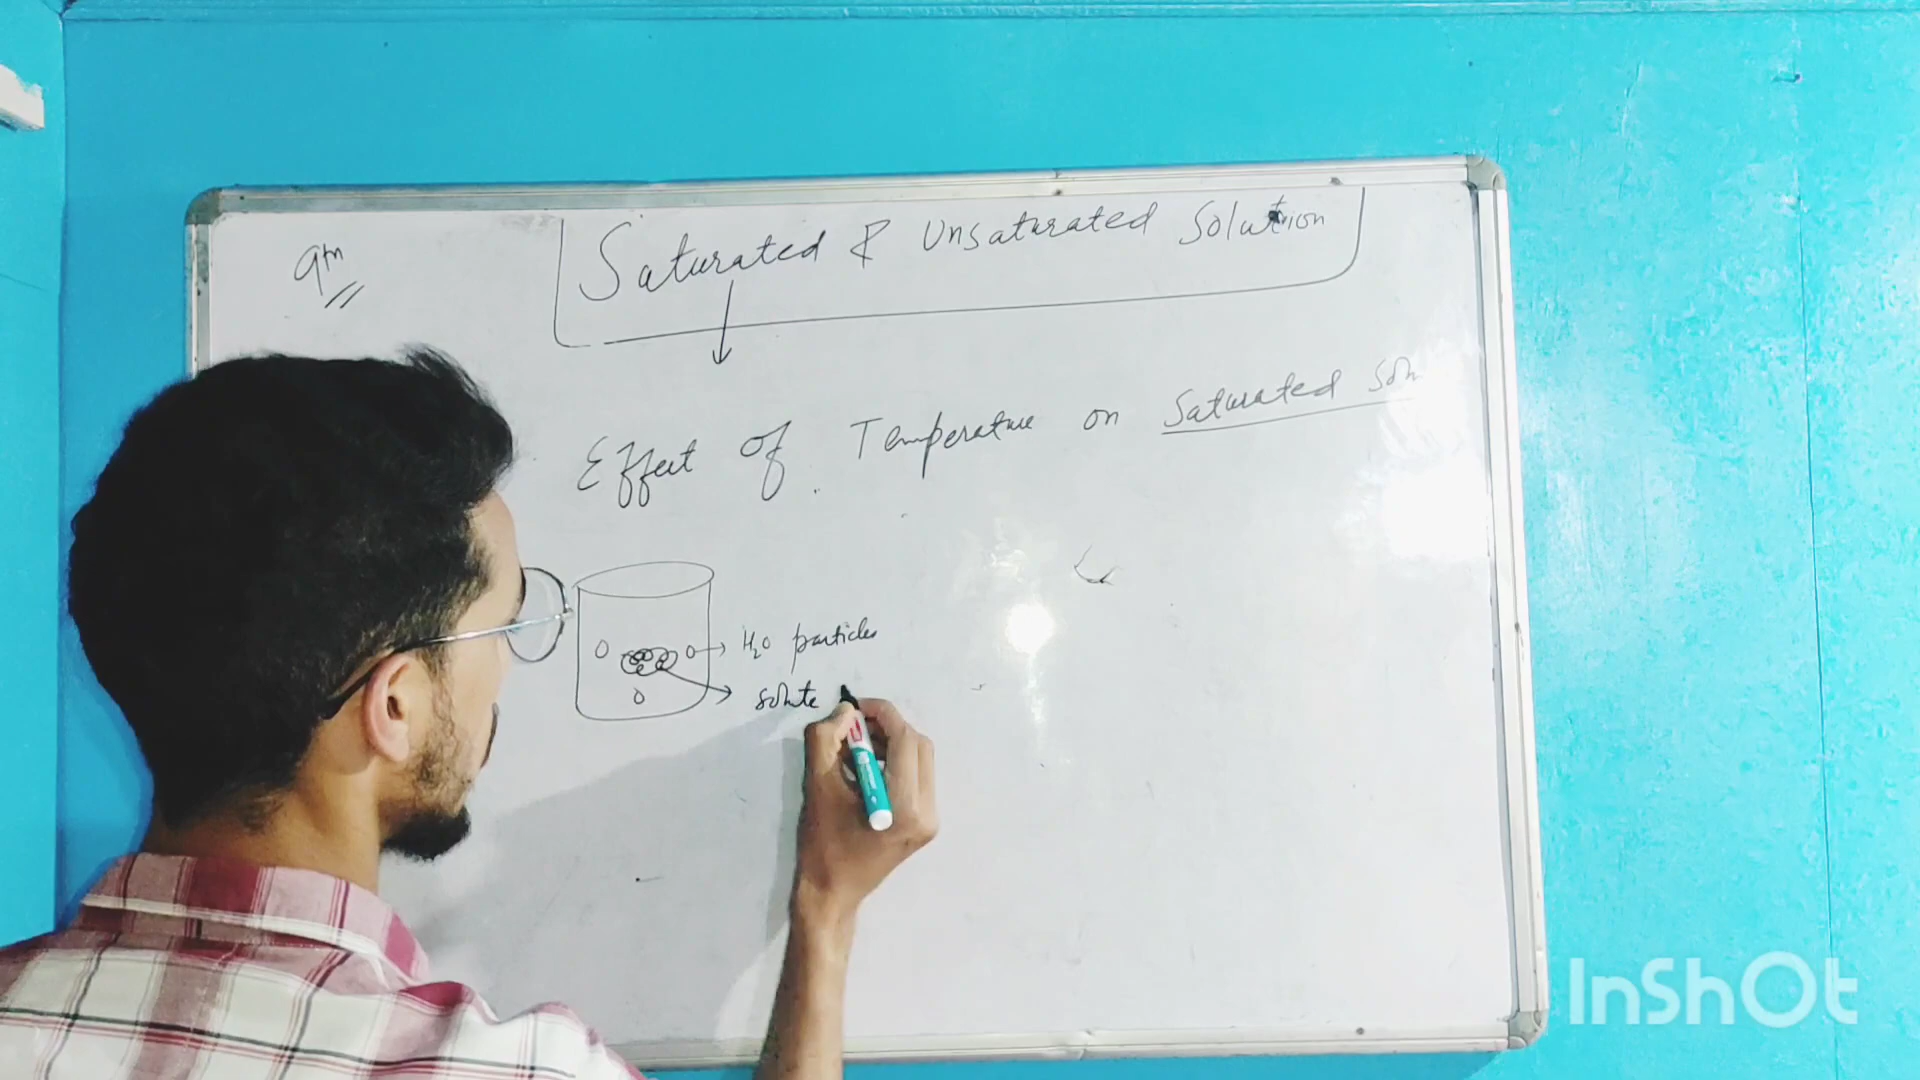 9th
Saturated & Unsaturated Solution
Effect of Temperature on Saturated Soln
H2O particles
solute
InShOt